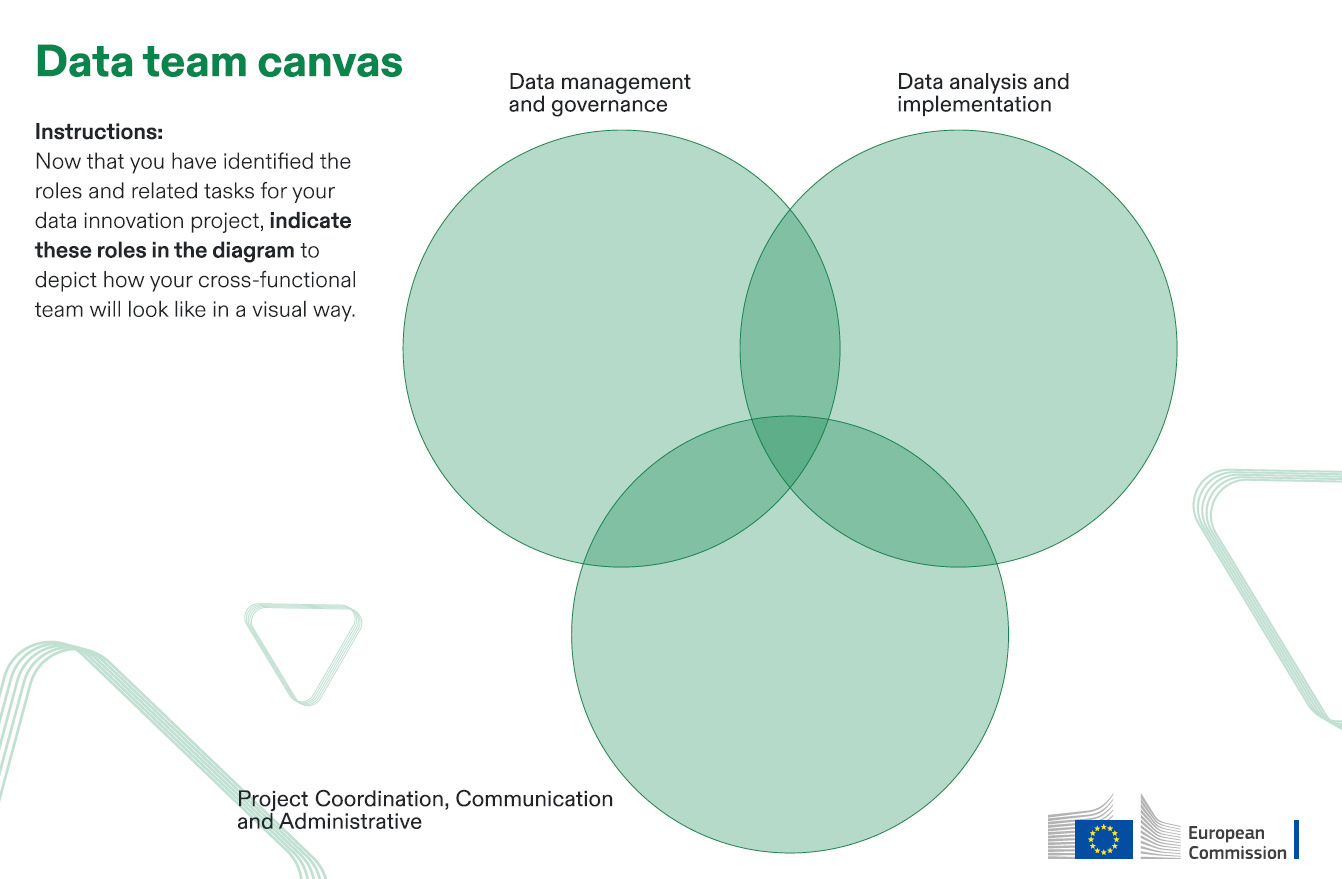 Data team canvas
Instructions:
Now that you have identified the
roles and related tasks for your
data innovation project, indicate
these roles in the diagram to
depict how your cross-functional
team will look like in a visual way.
Data management
and governance
Data analysis and
implementation
Project Coordination, Communication
and Administrative
European
Commission